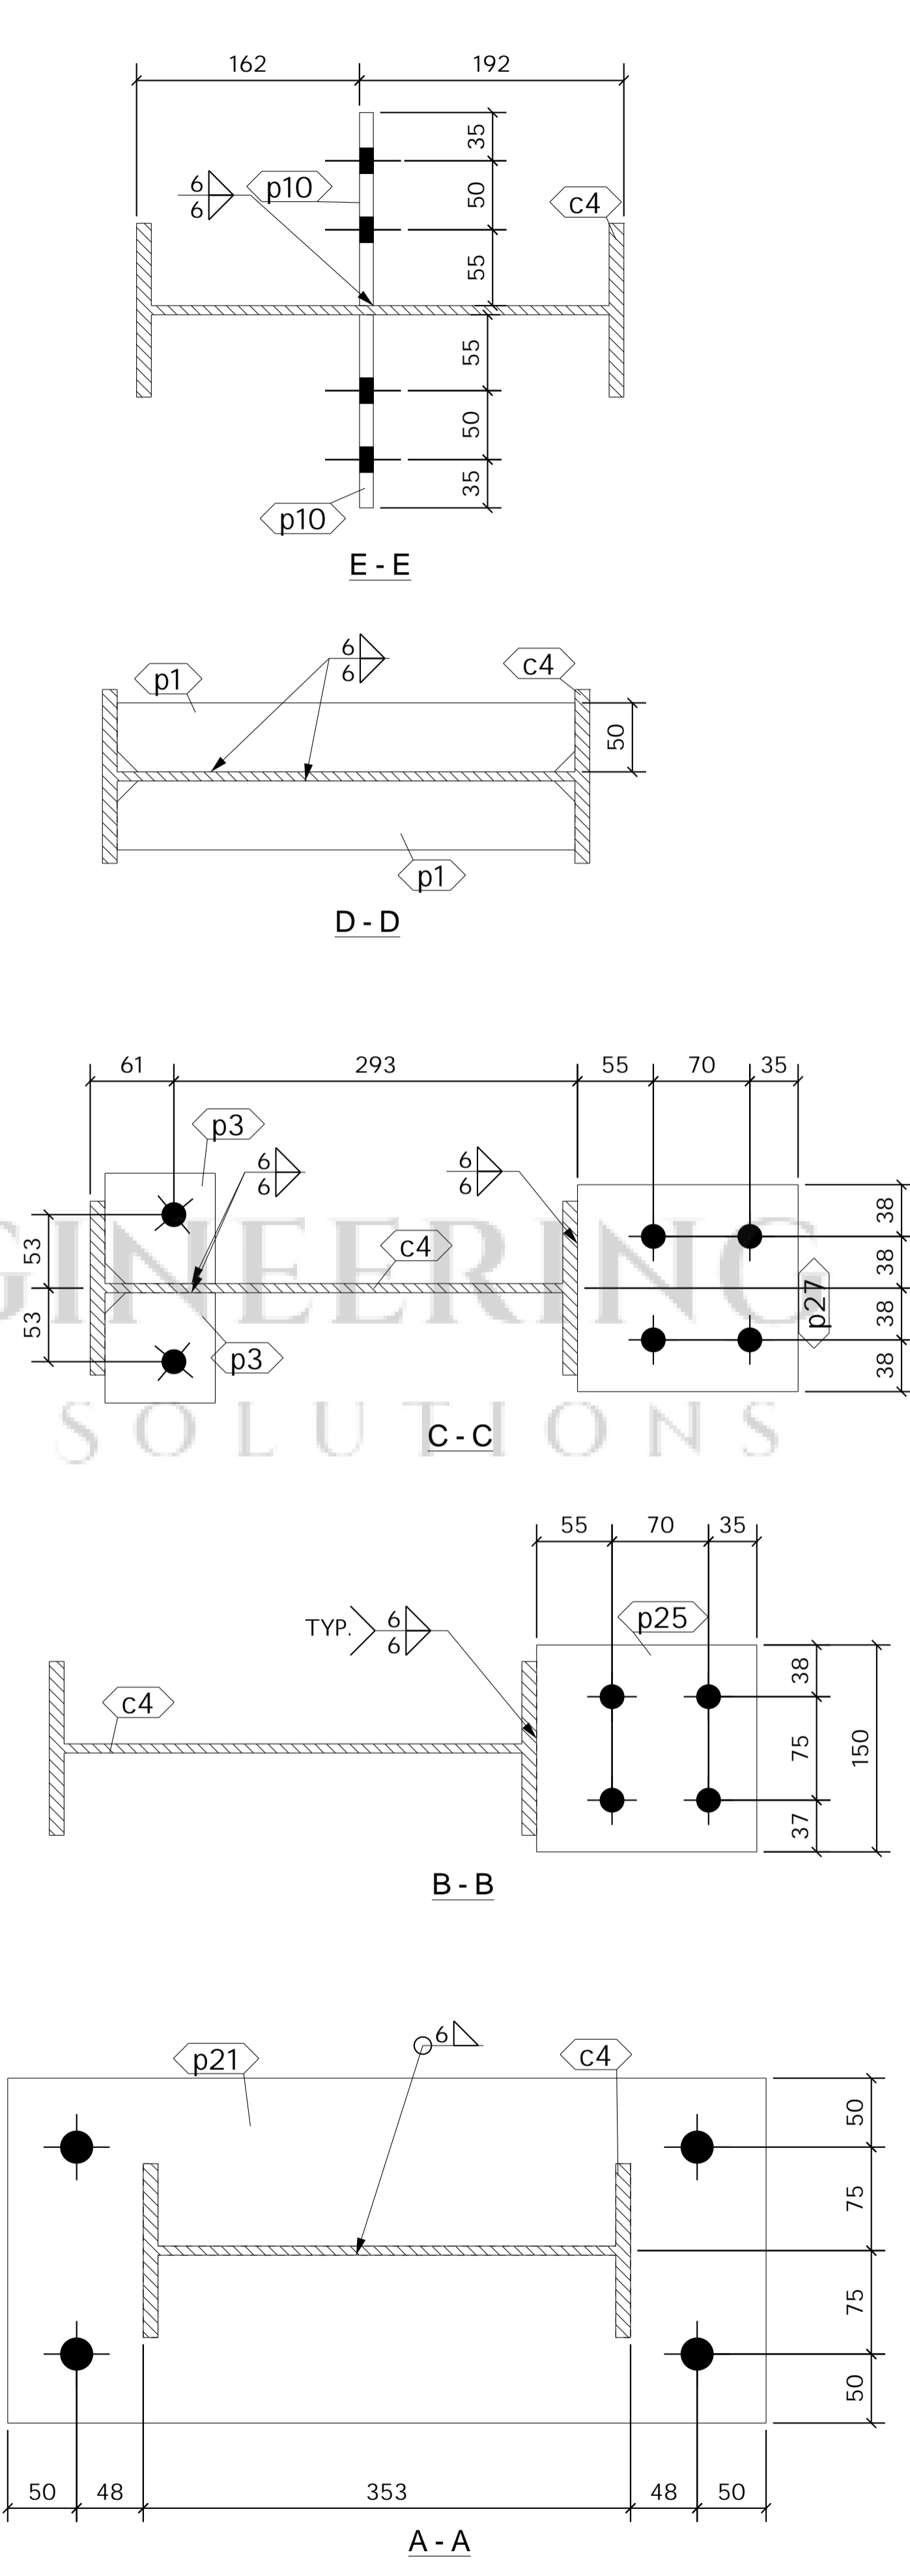 162 192
35
50
55
6
6
p10
c4
55
50
35
p10
E - E
6
6
p1
c4
50
p1
D - D
61 293 55 70 35
p3
6
6
6
6
c4
53
53
38
38
38
38
p27
p3
GINEERING
SOLUTIONS
C - C
55 70 35
p25
TYP.
6
6
c4
38
75
37
150
B - B
6
p21
c4
50
75
75
50
50 48 353 48 50
A - A